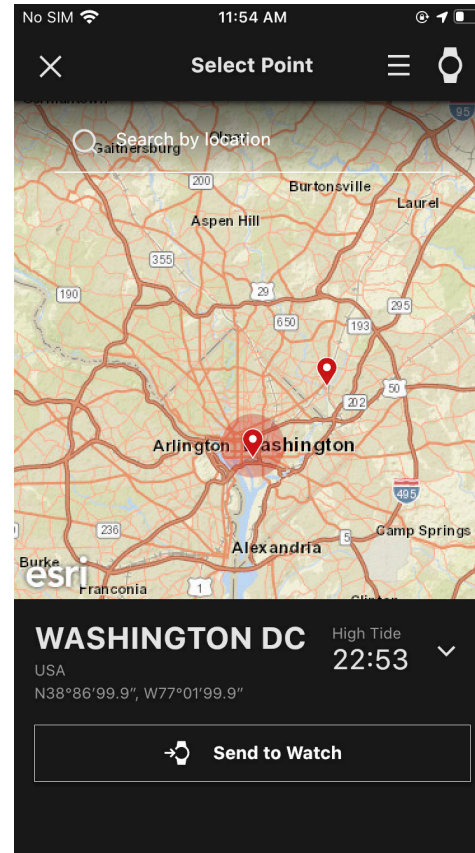 No SIM 11:54 AM
Select Point
95
Search by location
Gaithersburg
200
Burtonsville
Laurel
Aspen Hill
355
190
29
295
650
193
50
202
Arlington Washington
495
236
5
Camp Springs
Alexandria
Burke
esri
Franconia
1
Clinton
WASHINGTON DC
High Tide
22:53
USA
N38°86’99.9”, W77°01’99.9”
Send to Watch